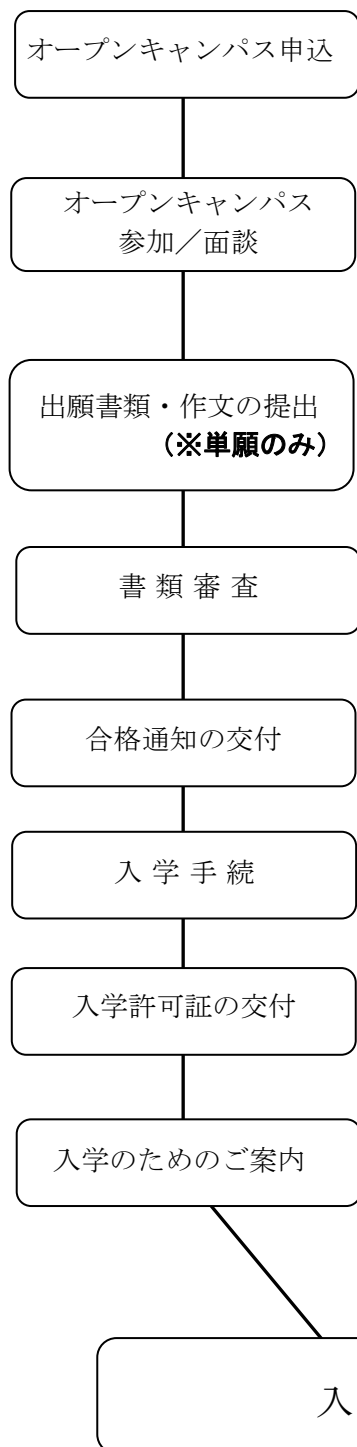 オープンキャンパス申込
オープンキャンパス
参加／面談
出願書類・作文の提出
（※単願のみ）
書 類 審 査
合格通知の交付
入 学 手 続
入学許可証の交付
入学のためのご案内
入